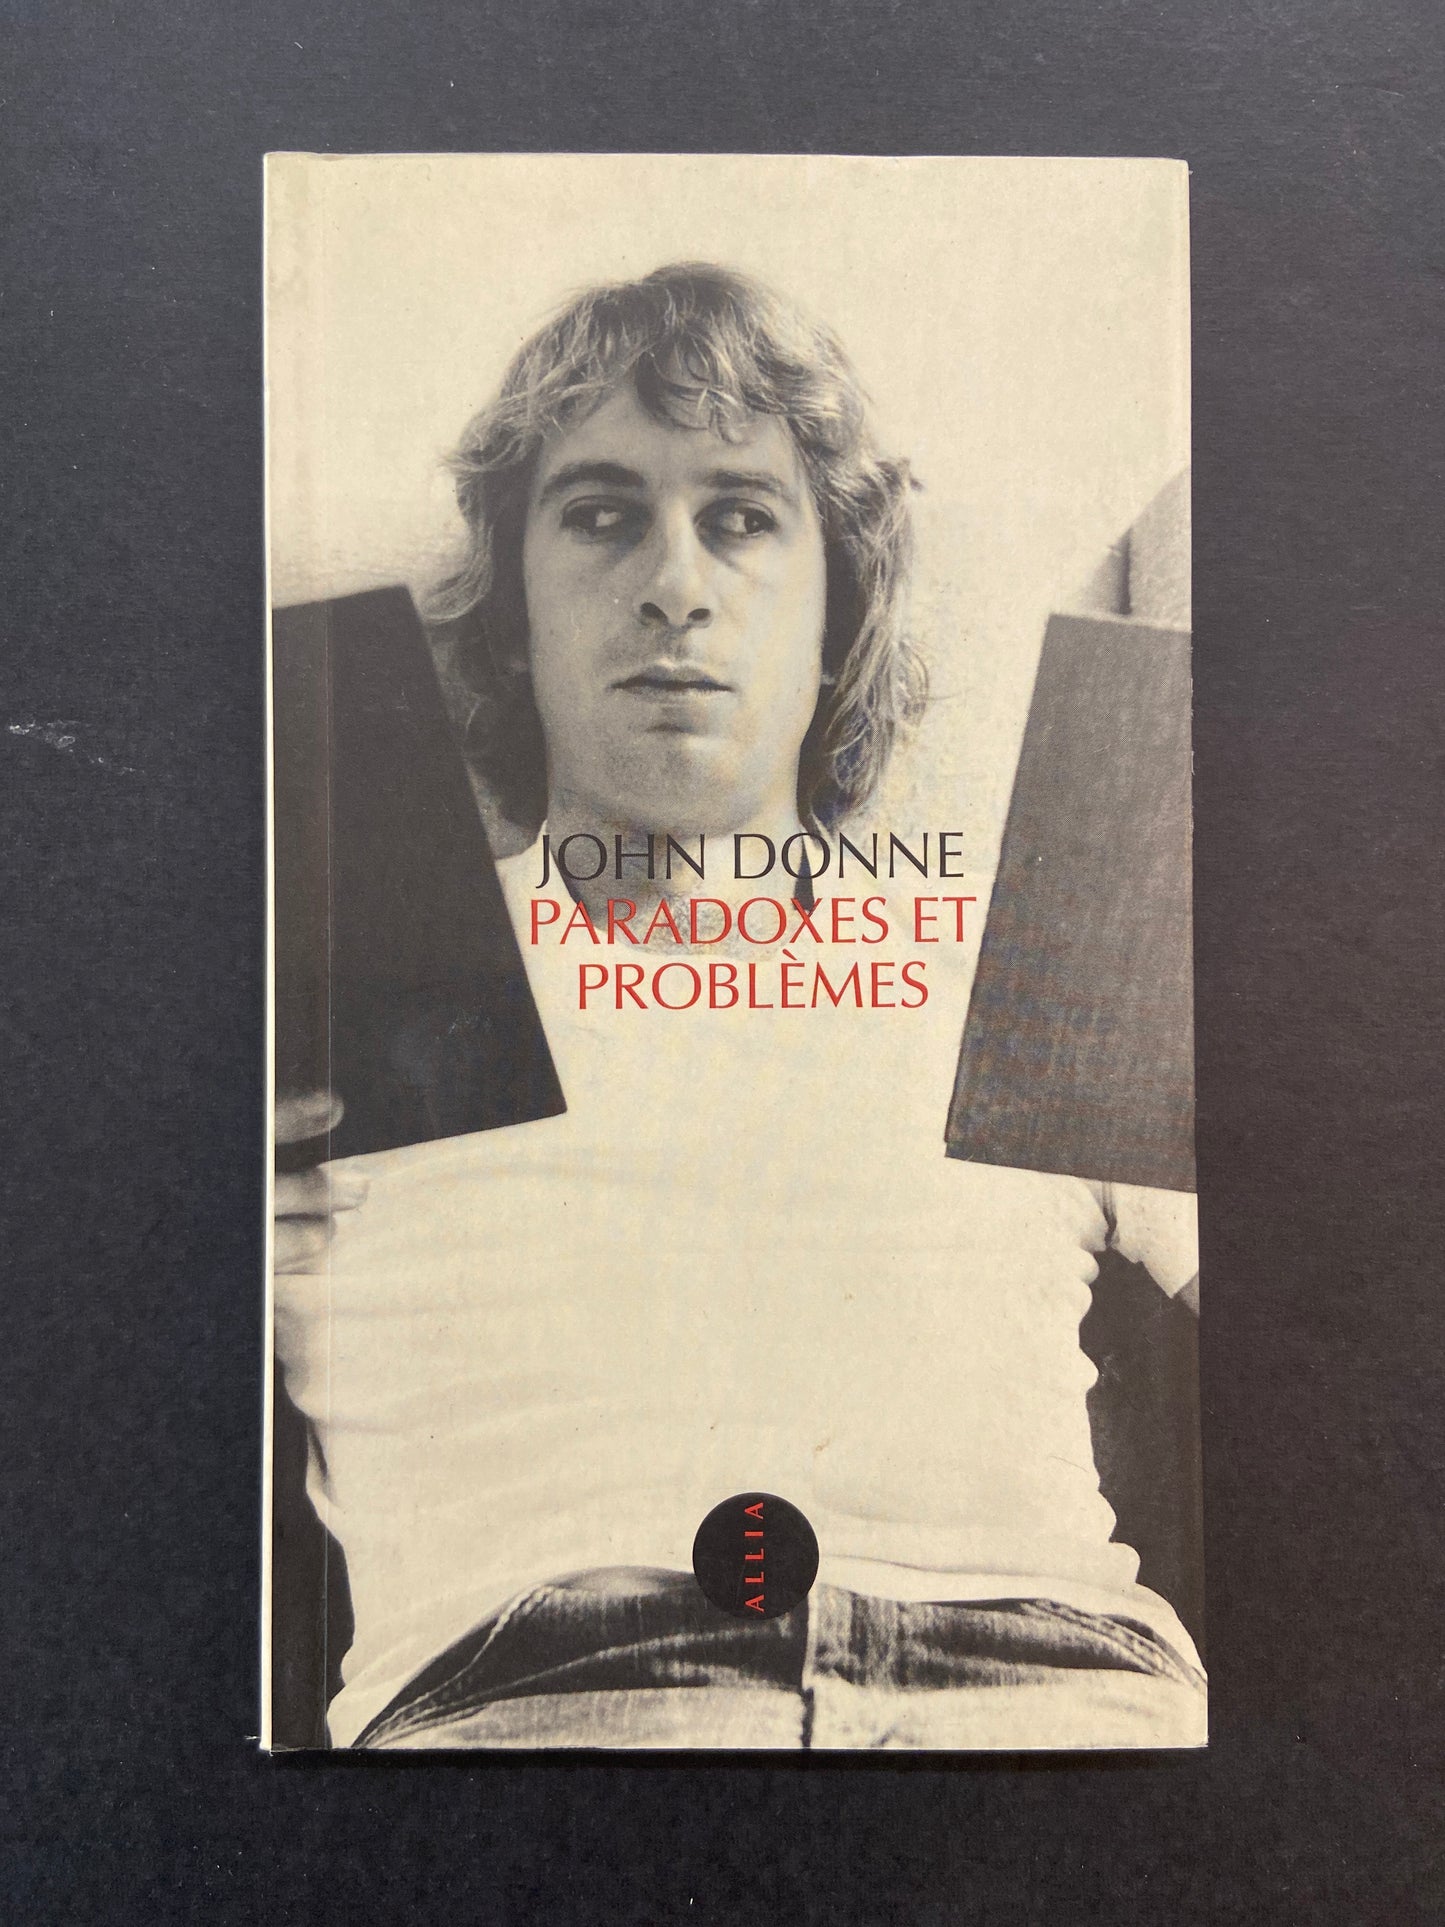 JOHN DONNE
PARADOXES ET
PROBLÈMES
ALLIA